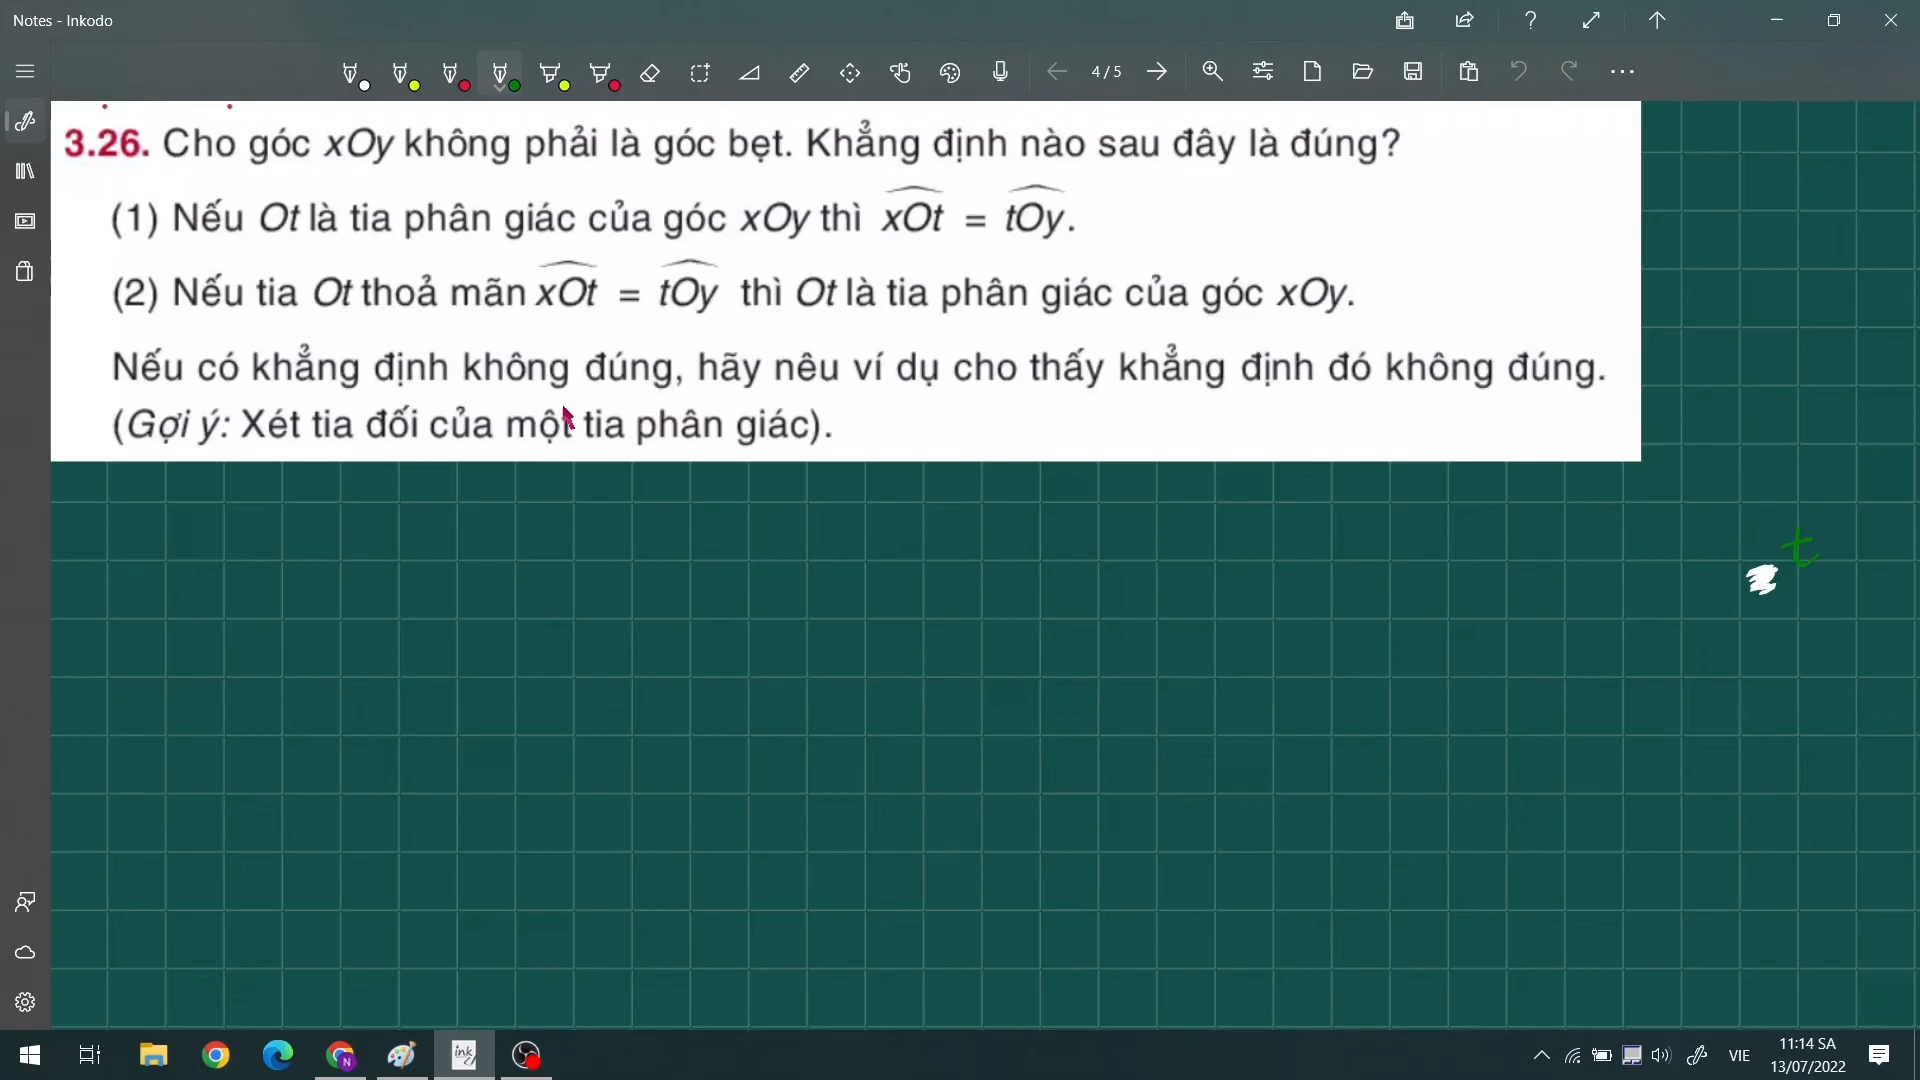 Notes - Inkodo
4 / 5
3.26. Cho góc xOy không phải là góc bẹt. Khẳng định nào sau đây là đúng?
(1) Nếu Ot là tia phân giác của góc xOy thì xOt = tOy.
(2) Nếu tia Ot thoả mãn xOt = tOy thì Ot là tia phân giác của góc xOy.
Nếu có khẳng định không đúng, hãy nêu ví dụ cho thấy khẳng định đó không đúng.
(Gợi ý: Xét tia đối của một tia phân giác).
t
N
ink
VIE
11:14 SA
13/07/2022